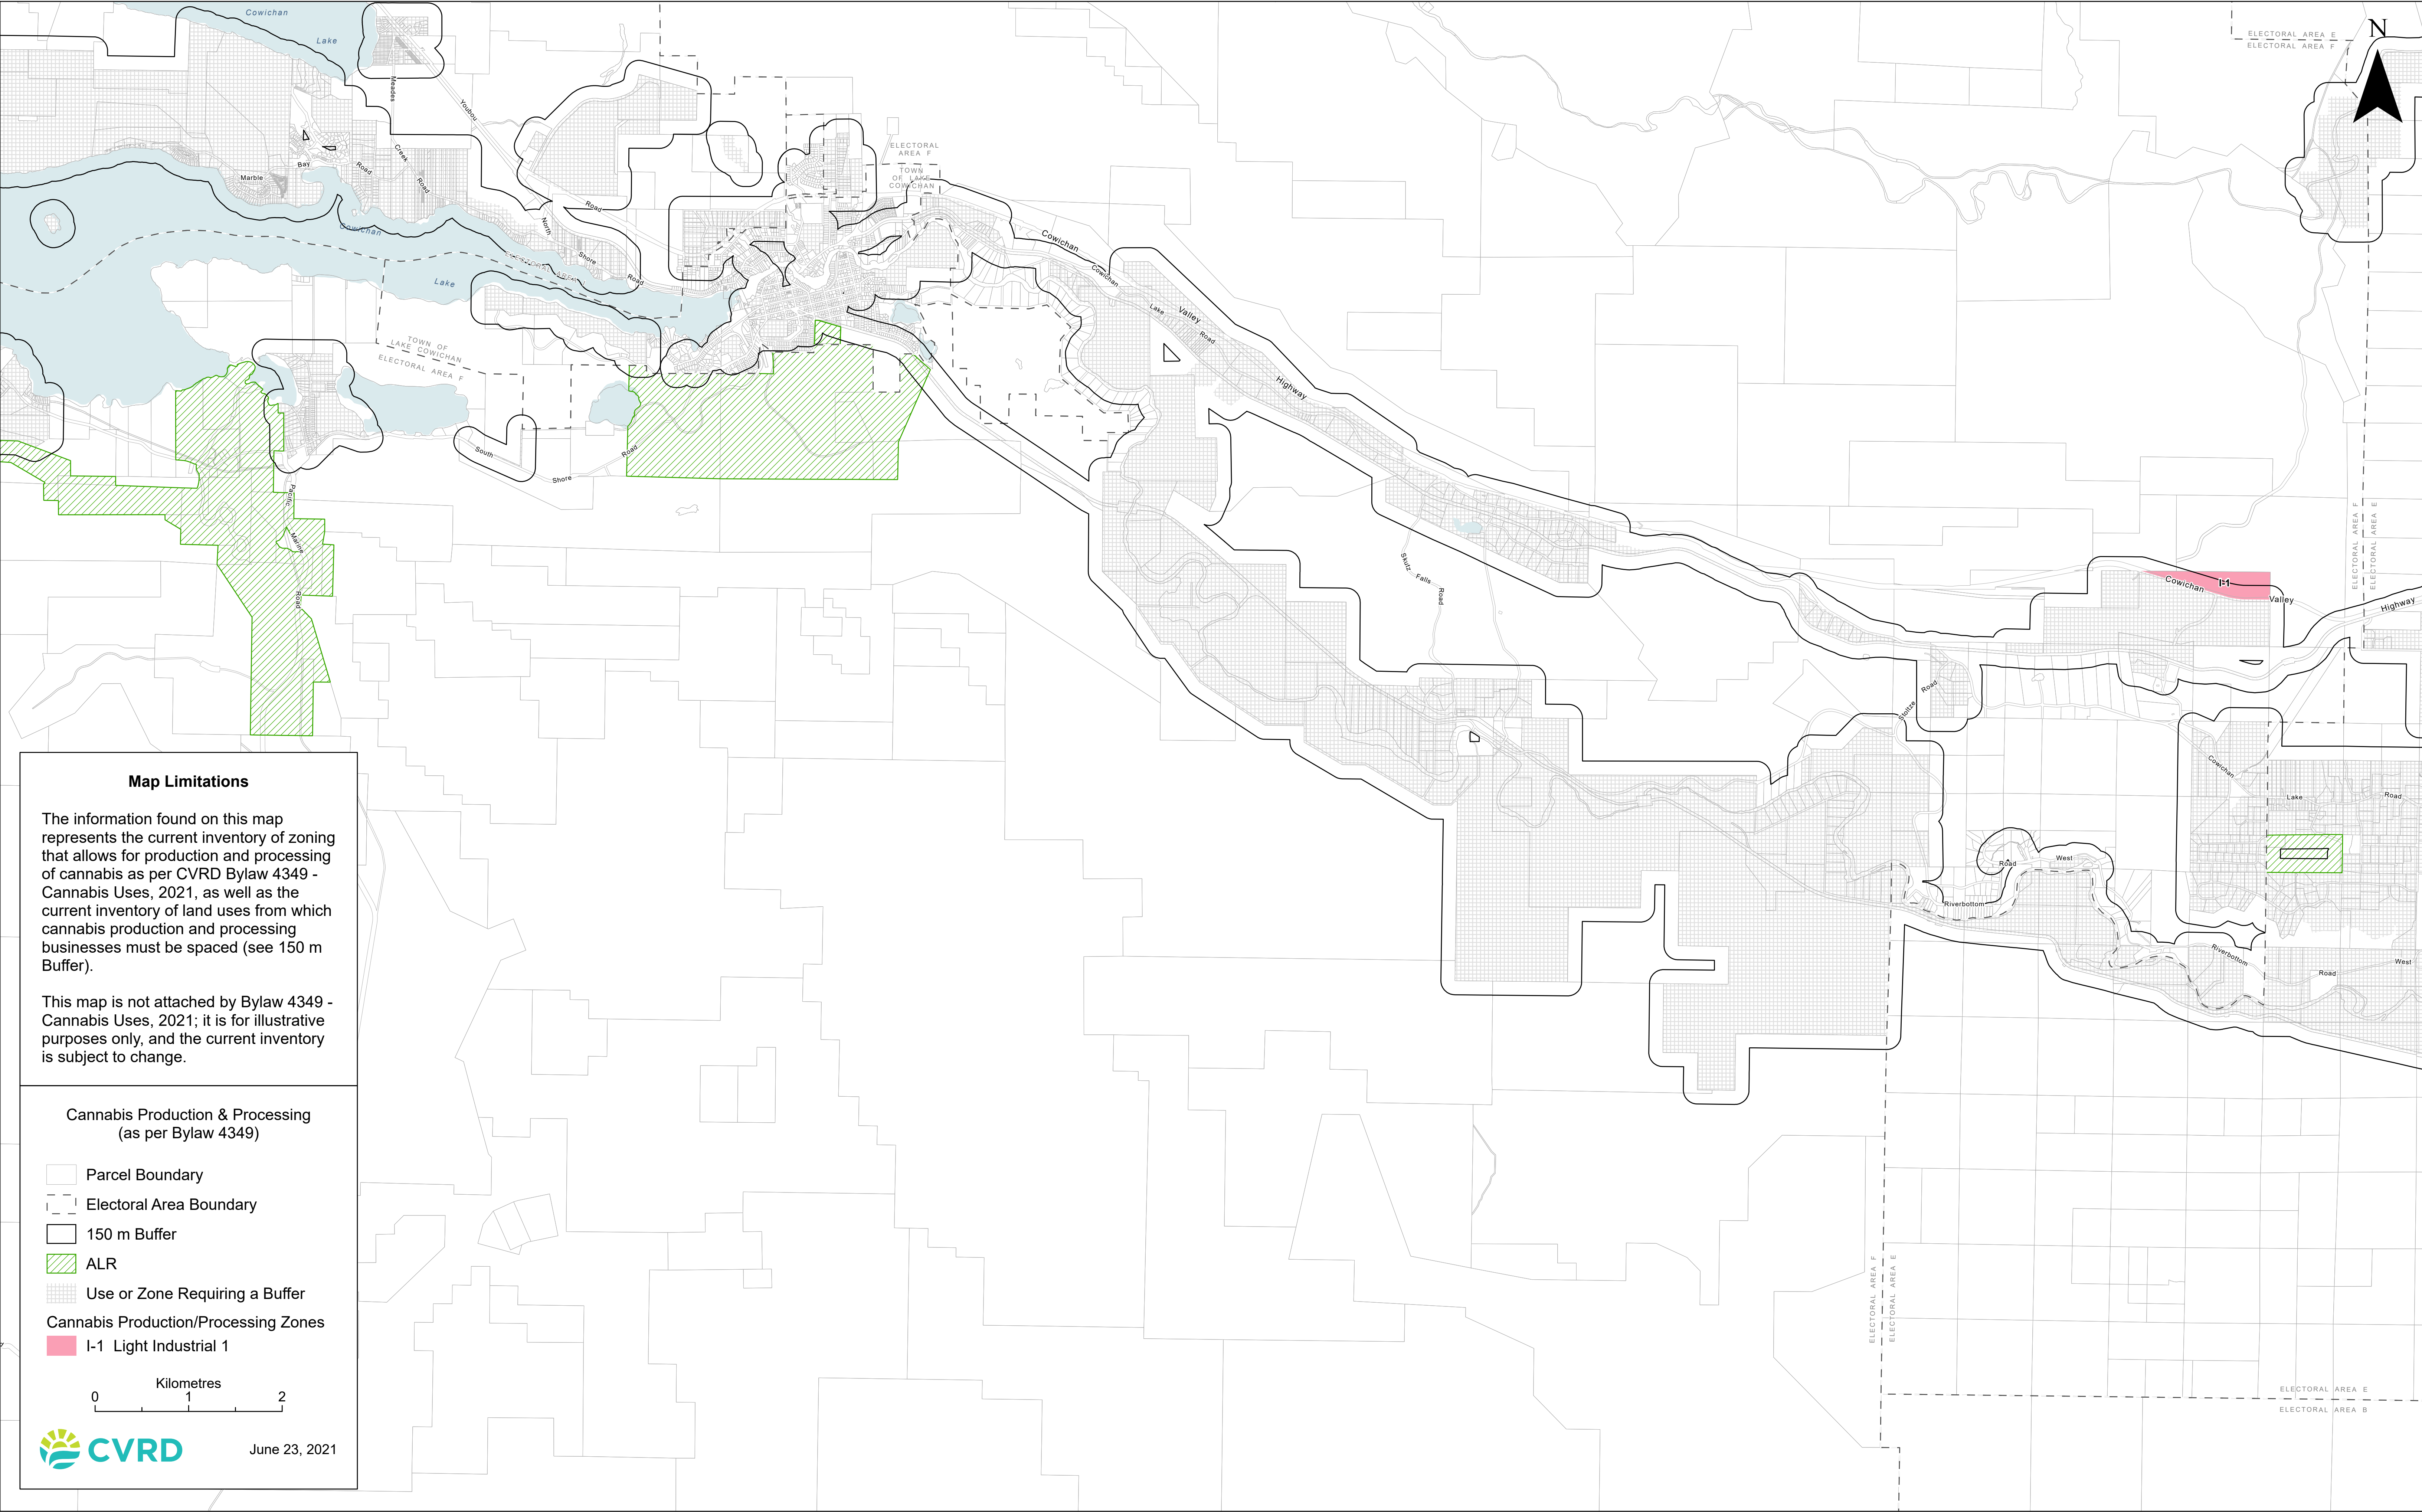 Cowichan
Lake
Meades
Creek
Road
Youbou
Road
Bay
Road
Marble
Cowichan
Lake
North
Shore
Road
ELECTORAL
AREA F
TOWN
OF LAKE
COWICHAN
TOWN OF
LAKE COWICHAN
ELECTORAL AREA F
South
Shore
Road
Pacific
Marine
Road
Cowichan
Valley
Highway
Cowichan
Lake
Road
Skutz
Falls
Road
ELECTORAL AREA E
ELECTORAL AREA F
N
ELECTORAL AREA F
ELECTORAL AREA E
Cowichan
I-1
Valley
Highway
Stoltze
Road
Cowichan
Lake
Road
Road
West
Riverbottom
Riverbottom
Road
West
ELECTORAL AREA F
ELECTORAL AREA E
ELECTORAL AREA E
ELECTORAL AREA B
Map Limitations
The information found on this map
represents the current inventory of zoning
that allows for production and processing
of cannabis as per CVRD Bylaw 4349 -
Cannabis Uses, 2021, as well as the
current inventory of land uses from which
cannabis production and processing
businesses must be spaced (see 150 m
Buffer).
This map is not attached by Bylaw 4349 -
Cannabis Uses, 2021; it is for illustrative
purposes only, and the current inventory
is subject to change.
Cannabis Production & Processing
(as per Bylaw 4349)
Parcel Boundary
Electoral Area Boundary
150 m Buffer
ALR
Use or Zone Requiring a Buffer
Cannabis Production/Processing Zones
I-1 Light Industrial 1
Kilometres
0 1 2
CVRD
June 23, 2021